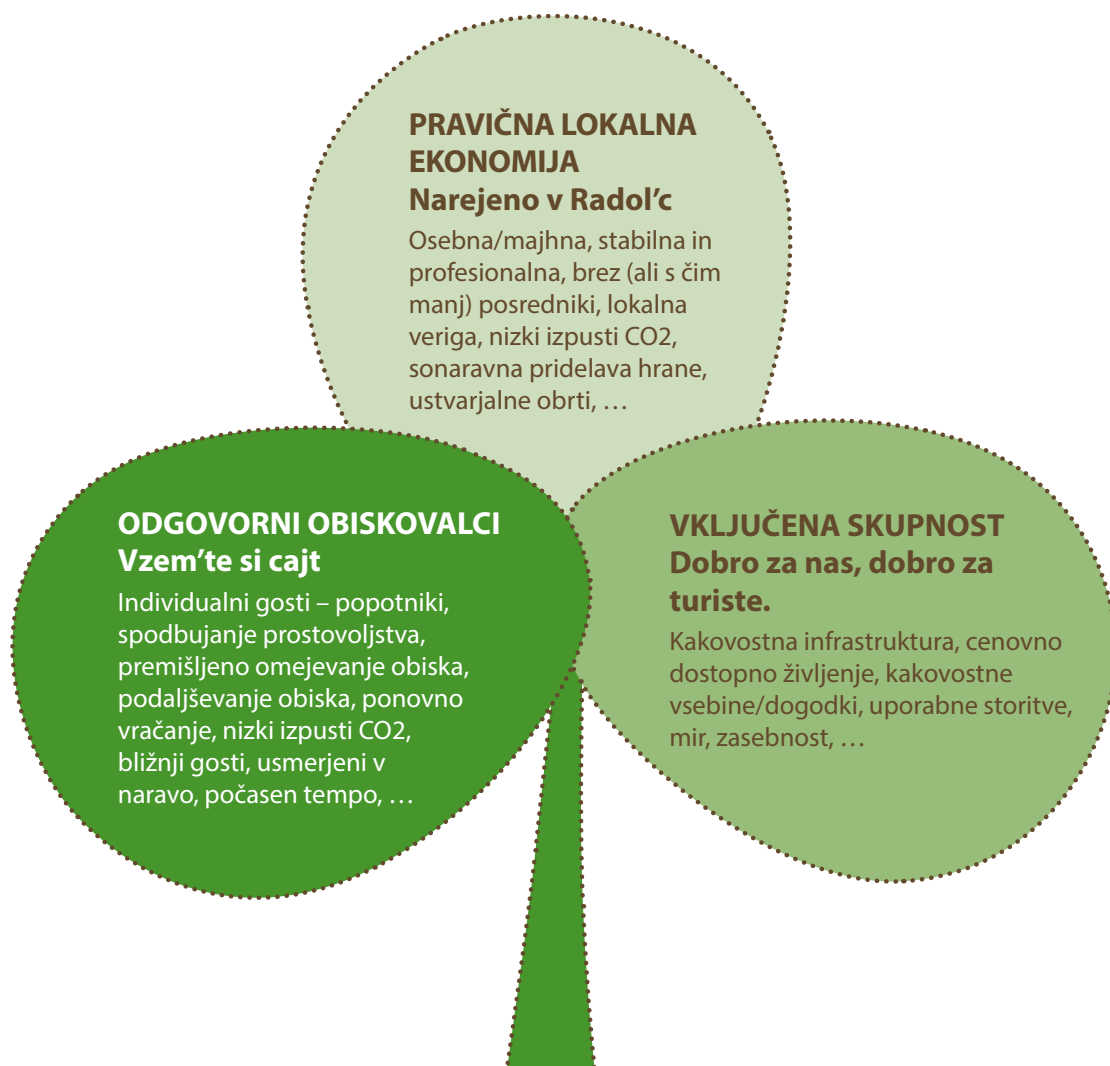 PRAVIČNA LOKALNA
EKONOMIJA
Narejeno v Radol’c
Osebna/majhna, stabilna in
profesionalna, brez (ali s čim
manj) posredniki, lokalna
veriga, nizki izpusti CO2,
sonaravna pridelava hrane,
ustvarjalne obrti, …
ODGOVORNI OBISKOVALCI
Vzem’te si cajt
Individualni gosti – popotniki,
spodbujanje prostovoljstva,
premišljeno omejevanje obiska,
podaljševanje obiska, ponovno
vračanje, nizki izpusti CO2,
bližnji gosti, usmerjeni v
naravo, počasen tempo, …
VKLJUČENA SKUPNOST
Dobro za nas, dobro za
turiste.
Kakovostna infrastruktura, cenovno
dostopno življenje, kakovostne
vsebine/dogodki, uporabne storitve,
mir, zasebnost, …